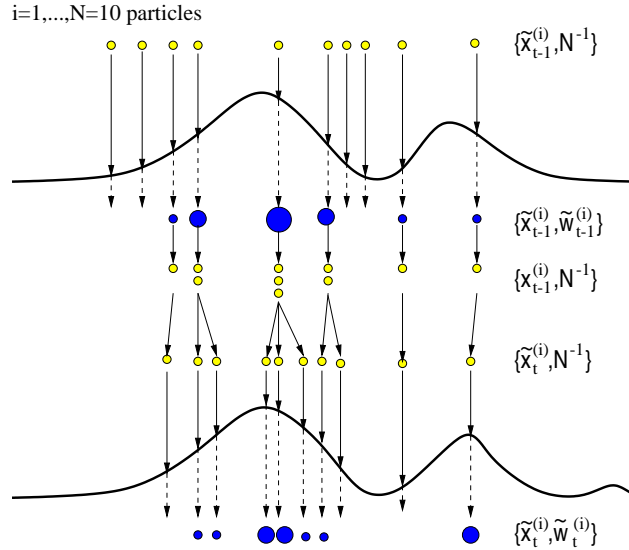 i=1,...,N=10 particles
{x̃_{t-1}^{(i)},N^{-1}}
{x̃_{t-1}^{(i)},w̃_{t-1}^{(i)}}
{x_{t-1}^{(i)},N^{-1}}
{x̃_t^{(i)},N^{-1}}
{x̃_t^{(i)},w̃_t^{(i)}}